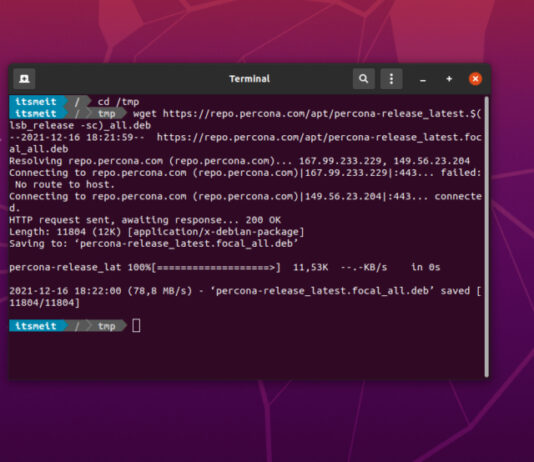 Terminal
itsmeit / cd /tmp
itsmeit / tmp wget https://repo.percona.com/apt/percona-release_latest.$(
lsb_release -sc)_all.deb
--2021-12-16 18:21:59-- https://repo.percona.com/apt/percona-release_latest.foc
al_all.deb
Resolving repo.percona.com (repo.percona.com)... 167.99.233.229, 149.56.23.204
Connecting to repo.percona.com (repo.percona.com)|167.99.233.229|:443... failed:
No route to host.
Connecting to repo.percona.com (repo.percona.com)|149.56.23.204|:443... connecte
d.
HTTP request sent, awaiting response... 200 OK
Length: 11804 (12K) [application/x-debian-package]
Saving to: ‘percona-release_latest.focal_all.deb’
percona-release_lat 100%[===================>] 11,53K --.-KB/s in 0s
2021-12-16 18:22:00 (78,8 MB/s) - ‘percona-release_latest.focal_all.deb’ saved [
11804/11804]
itsmeit / tmp